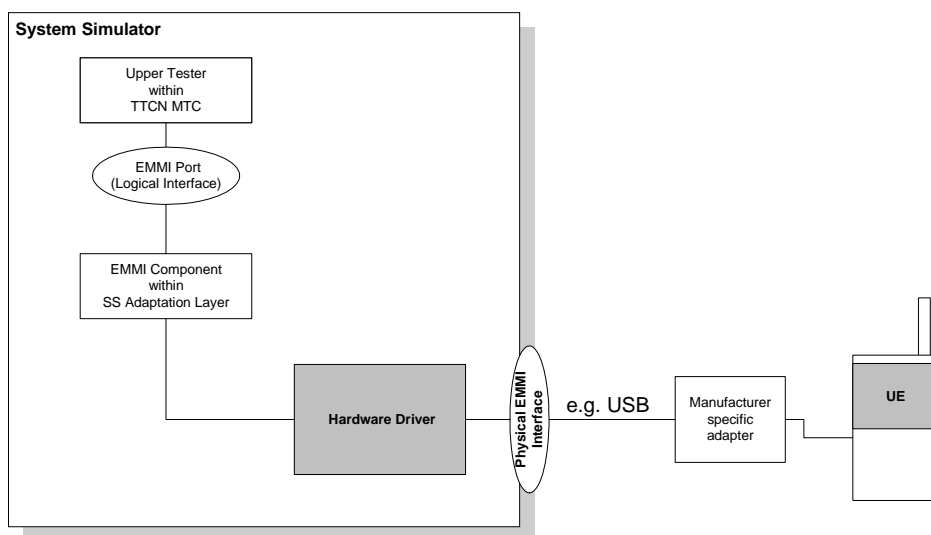 System Simulator
Upper Tester
within
TTCN MTC
EMMI Port
(Logical Interface)
EMMI Component
within
SS Adaptation Layer
Hardware Driver
Physical EMMI
Interface
e.g. USB
Manufacturer
specific
adapter
UE